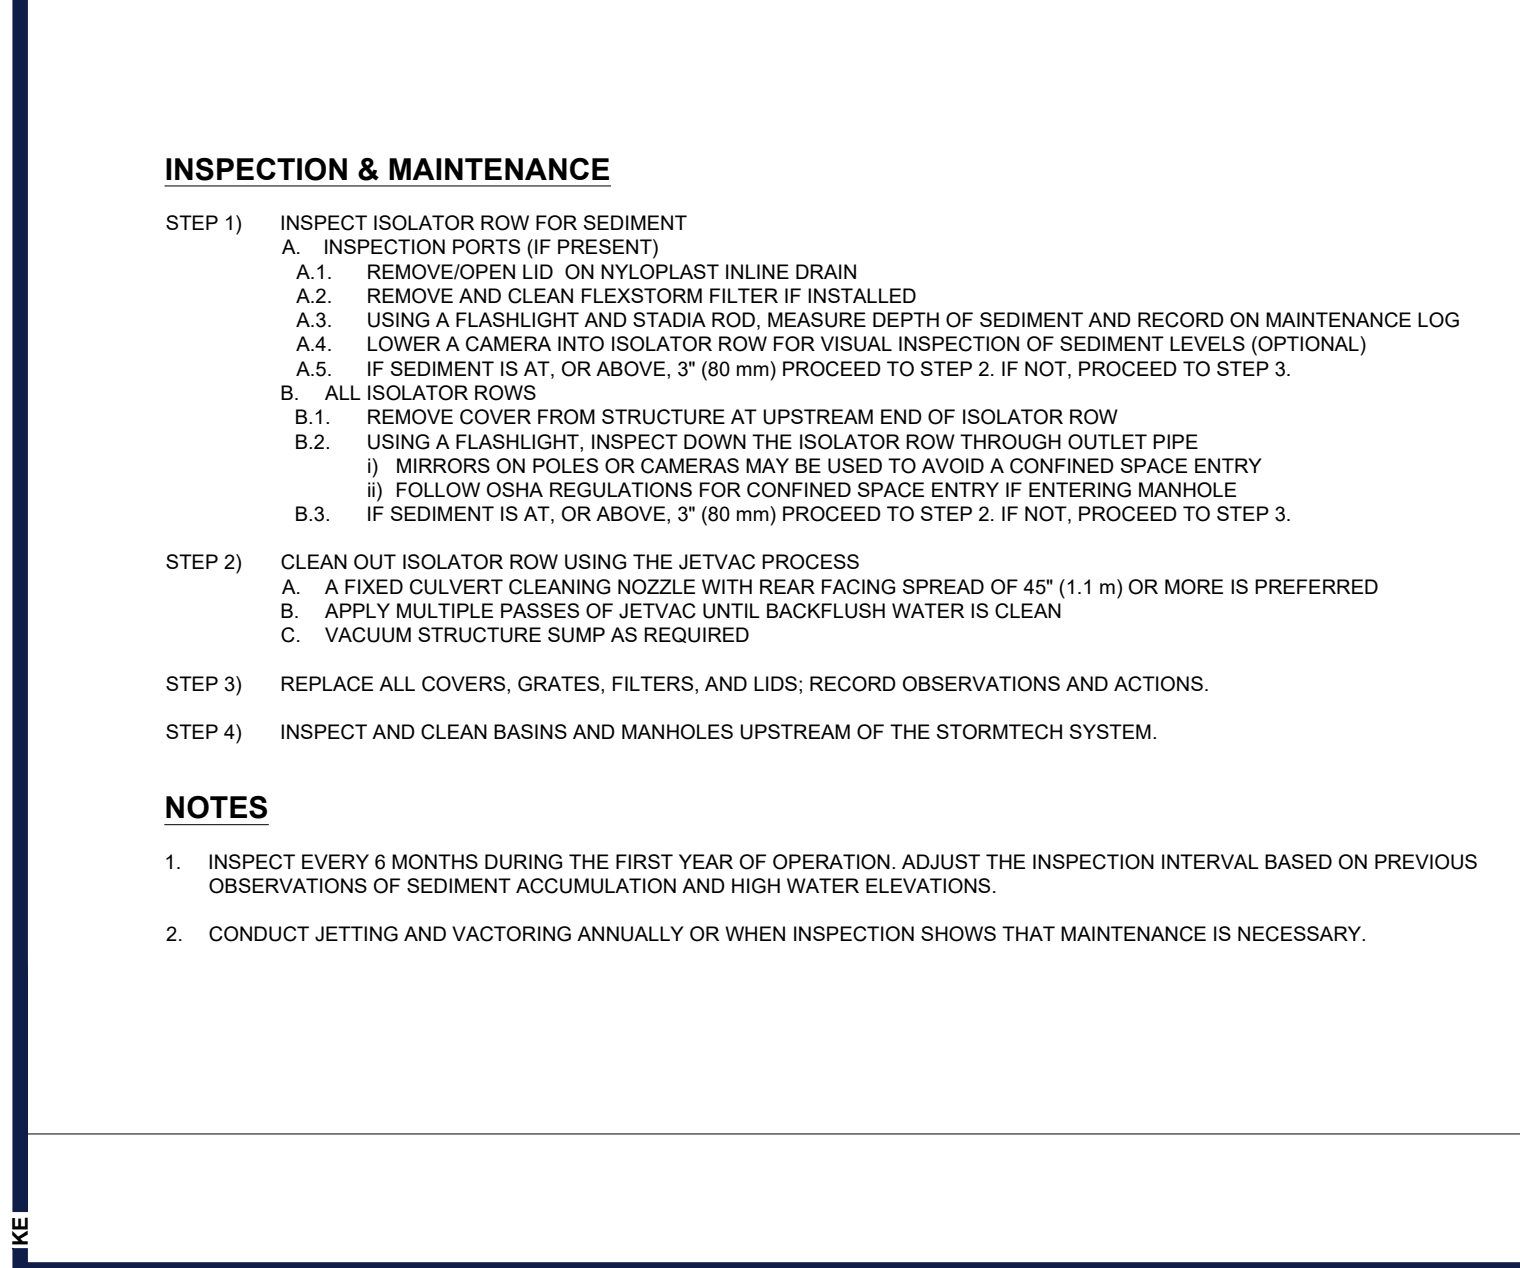 INSPECTION & MAINTENANCE
STEP 1) INSPECT ISOLATOR ROW FOR SEDIMENT
A. INSPECTION PORTS (IF PRESENT)
A.1. REMOVE/OPEN LID ON NYLOPLAST INLINE DRAIN
A.2. REMOVE AND CLEAN FLEXSTORM FILTER IF INSTALLED
A.3. USING A FLASHLIGHT AND STADIA ROD, MEASURE DEPTH OF SEDIMENT AND RECORD ON MAINTENANCE LOG
A.4. LOWER A CAMERA INTO ISOLATOR ROW FOR VISUAL INSPECTION OF SEDIMENT LEVELS (OPTIONAL)
A.5. IF SEDIMENT IS AT, OR ABOVE, 3" (80 mm) PROCEED TO STEP 2. IF NOT, PROCEED TO STEP 3.
B. ALL ISOLATOR ROWS
B.1. REMOVE COVER FROM STRUCTURE AT UPSTREAM END OF ISOLATOR ROW
B.2. USING A FLASHLIGHT, INSPECT DOWN THE ISOLATOR ROW THROUGH OUTLET PIPE
i) MIRRORS ON POLES OR CAMERAS MAY BE USED TO AVOID A CONFINED SPACE ENTRY
ii) FOLLOW OSHA REGULATIONS FOR CONFINED SPACE ENTRY IF ENTERING MANHOLE
B.3. IF SEDIMENT IS AT, OR ABOVE, 3" (80 mm) PROCEED TO STEP 2. IF NOT, PROCEED TO STEP 3.
STEP 2) CLEAN OUT ISOLATOR ROW USING THE JETVAC PROCESS
A. A FIXED CULVERT CLEANING NOZZLE WITH REAR FACING SPREAD OF 45" (1.1 m) OR MORE IS PREFERRED
B. APPLY MULTIPLE PASSES OF JETVAC UNTIL BACKFLUSH WATER IS CLEAN
C. VACUUM STRUCTURE SUMP AS REQUIRED
STEP 3) REPLACE ALL COVERS, GRATES, FILTERS, AND LIDS; RECORD OBSERVATIONS AND ACTIONS.
STEP 4) INSPECT AND CLEAN BASINS AND MANHOLES UPSTREAM OF THE STORMTECH SYSTEM.
NOTES
1. INSPECT EVERY 6 MONTHS DURING THE FIRST YEAR OF OPERATION. ADJUST THE INSPECTION INTERVAL BASED ON PREVIOUS
OBSERVATIONS OF SEDIMENT ACCUMULATION AND HIGH WATER ELEVATIONS.
2. CONDUCT JETTING AND VACTORING ANNUALLY OR WHEN INSPECTION SHOWS THAT MAINTENANCE IS NECESSARY.
KE